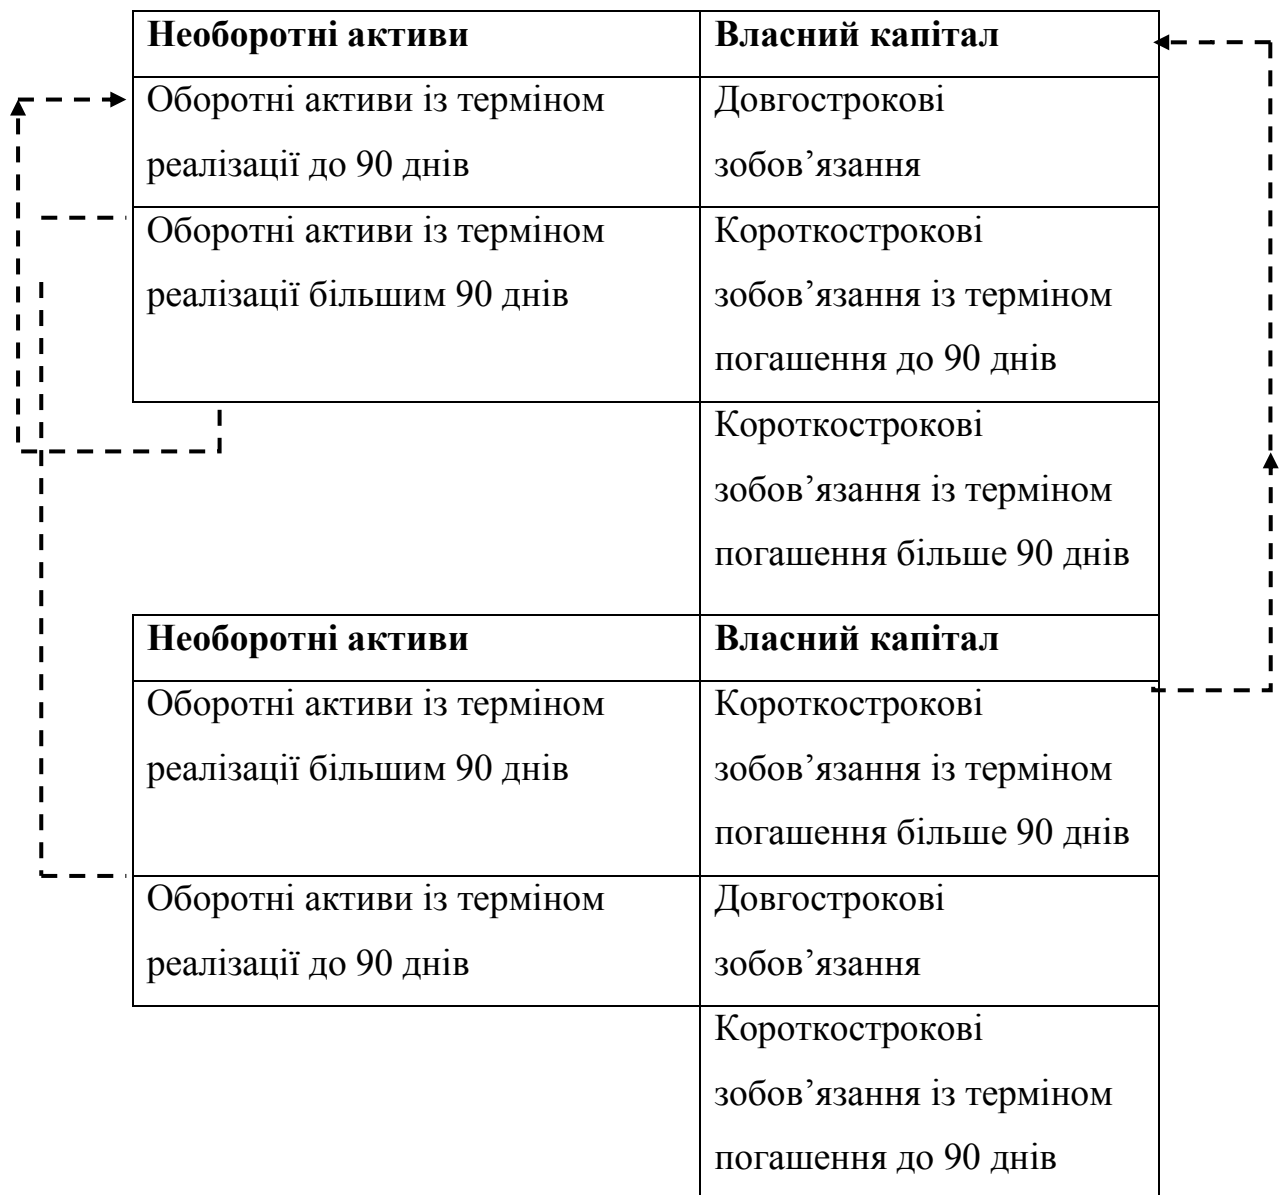 Необоротні активи
Власний капітал
Оборотні активи із терміном
реалізації до 90 днів
Довгострокові
зобов’язання
Оборотні активи із терміном
реалізації більшим 90 днів
Короткострокові
зобов’язання із терміном
погашення до 90 днів
Короткострокові
зобов’язання із терміном
погашення більше 90 днів
Необоротні активи
Власний капітал
Оборотні активи із терміном
реалізації більшим 90 днів
Короткострокові
зобов’язання із терміном
погашення більше 90 днів
Оборотні активи із терміном
реалізації до 90 днів
Довгострокові
зобов’язання
Короткострокові
зобов’язання із терміном
погашення до 90 днів